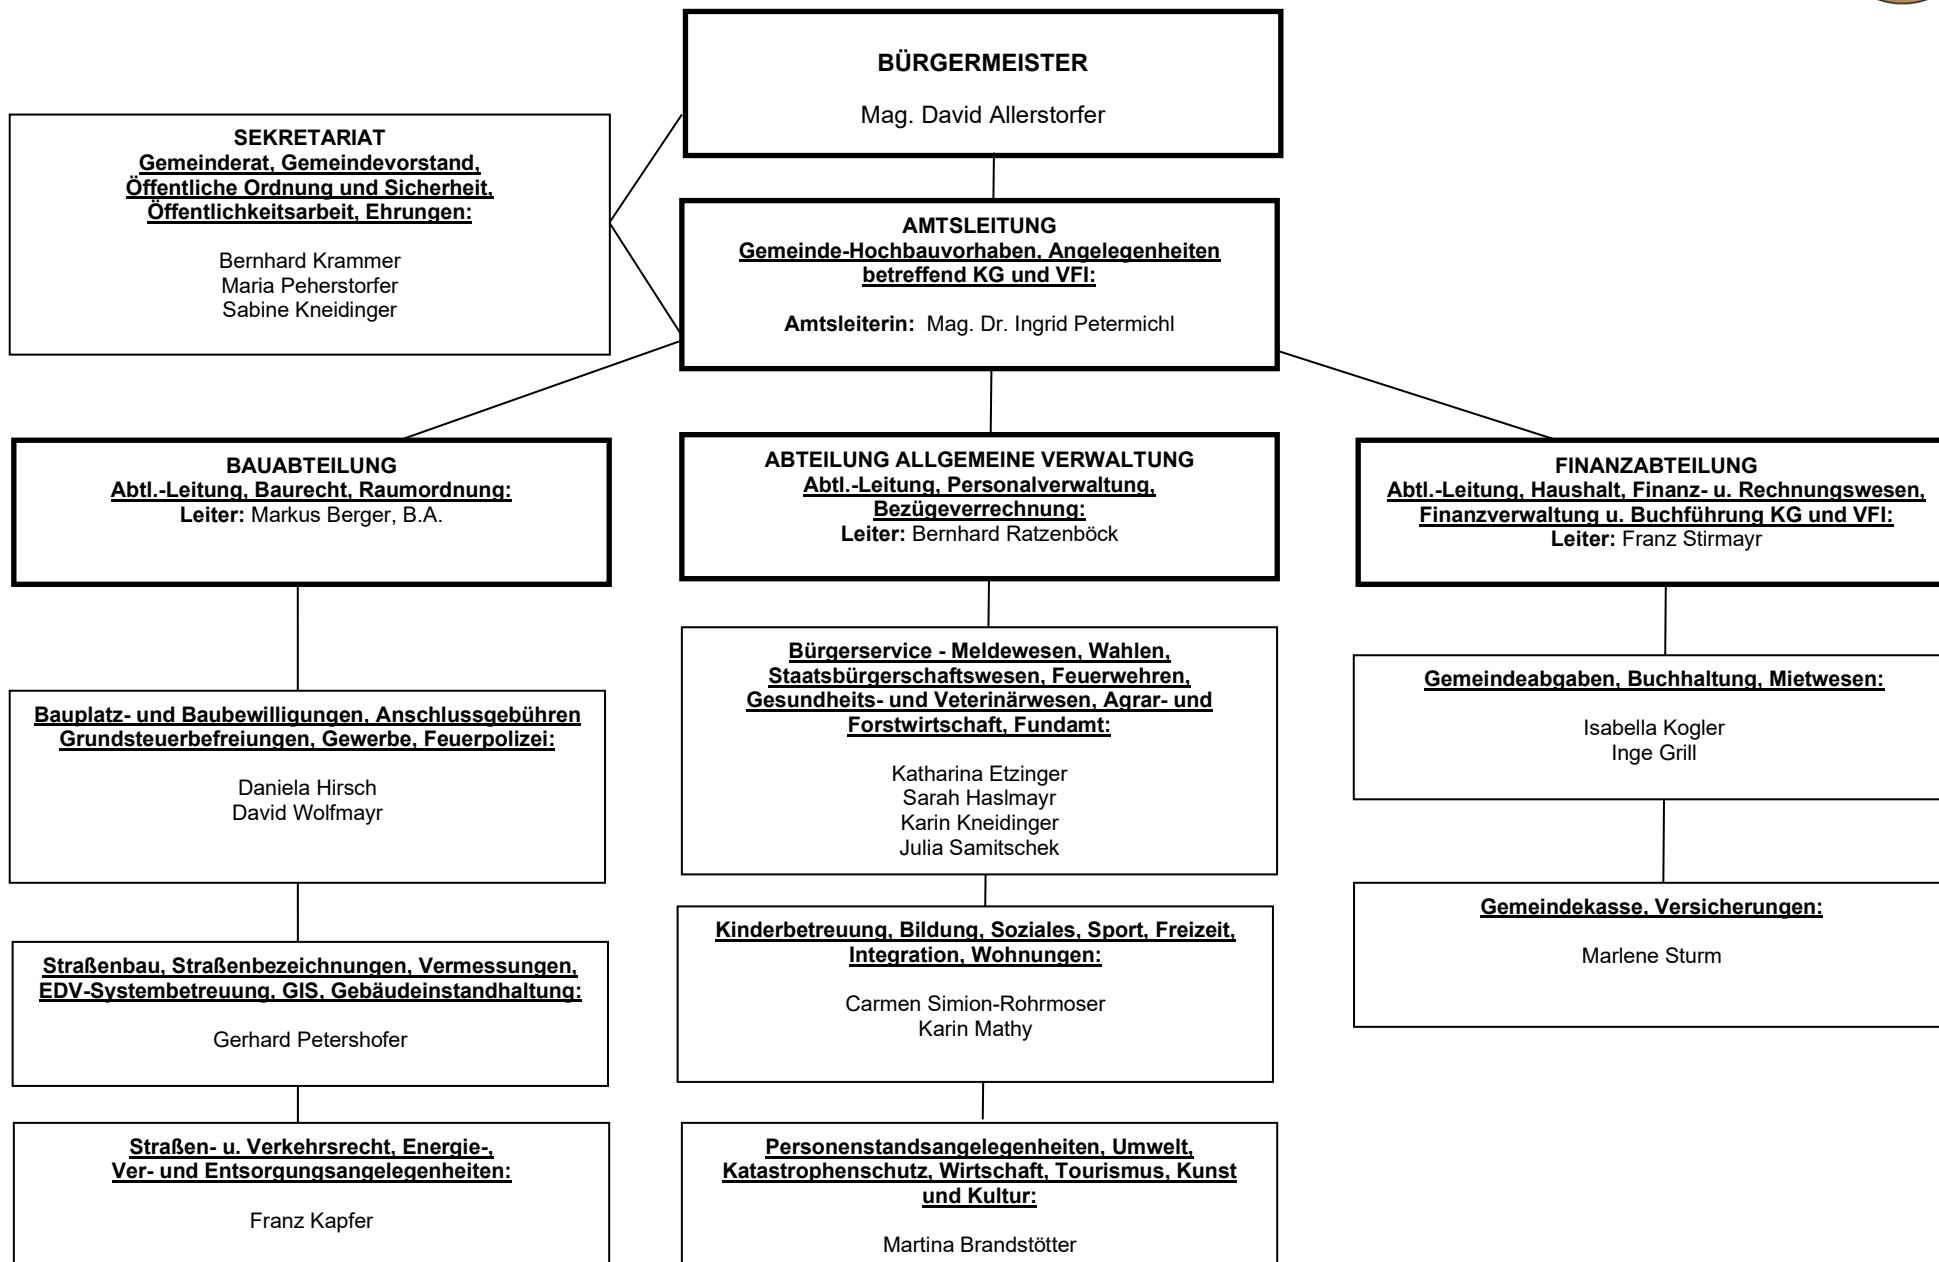 BÜRGERMEISTER
Mag. David Allerstorfer
SEKRETARIAT
Gemeinderat, Gemeindevorstand,
Öffentliche Ordnung und Sicherheit,
Öffentlichkeitsarbeit, Ehrungen:
Bernhard Krammer
Maria Peherstorfer
Sabine Kneidinger
AMTSLEITUNG
Gemeinde-Hochbauvorhaben, Angelegenheiten
betreffend KG und VFI:
Amtsleiterin: Mag. Dr. Ingrid Petermichl
BAUABTEILUNG
Abtl.-Leitung, Baurecht, Raumordnung:
Leiter: Markus Berger, B.A.
ABTEILUNG ALLGEMEINE VERWALTUNG
Abtl.-Leitung, Personalverwaltung,
Bezügeverrechnung:
Leiter: Bernhard Ratzenböck
FINANZABTEILUNG
Abtl.-Leitung, Haushalt, Finanz- u. Rechnungswesen,
Finanzverwaltung u. Buchführung KG und VFI:
Leiter: Franz Stirmayr
Bauplatz- und Baubewilligungen, Anschlussgebühren
Grundsteuerbefreiungen, Gewerbe, Feuerpolizei:
Daniela Hirsch
David Wolfmayr
Bürgerservice - Meldewesen, Wahlen,
Staatsbürgerschaftswesen, Feuerwehren,
Gesundheits- und Veterinärwesen, Agrar- und
Forstwirtschaft, Fundamt:
Katharina Etzinger
Sarah Haslmayr
Karin Kneidinger
Julia Samitschek
Gemeindeabgaben, Buchhaltung, Mietwesen:
Isabella Kogler
Inge Grill
Straßenbau, Straßenbezeichnungen, Vermessungen,
EDV-Systembetreuung, GIS, Gebäudeinstandhaltung:
Gerhard Petershofer
Kinderbetreuung, Bildung, Soziales, Sport, Freizeit,
Integration, Wohnungen:
Carmen Simion-Rohrmoser
Karin Mathy
Gemeindekasse, Versicherungen:
Marlene Sturm
Straßen- u. Verkehrsrecht, Energie-,
Ver- und Entsorgungsangelegenheiten:
Franz Kapfer
Personenstandsangelegenheiten, Umwelt,
Katastrophenschutz, Wirtschaft, Tourismus, Kunst
und Kultur:
Martina Brandstötter